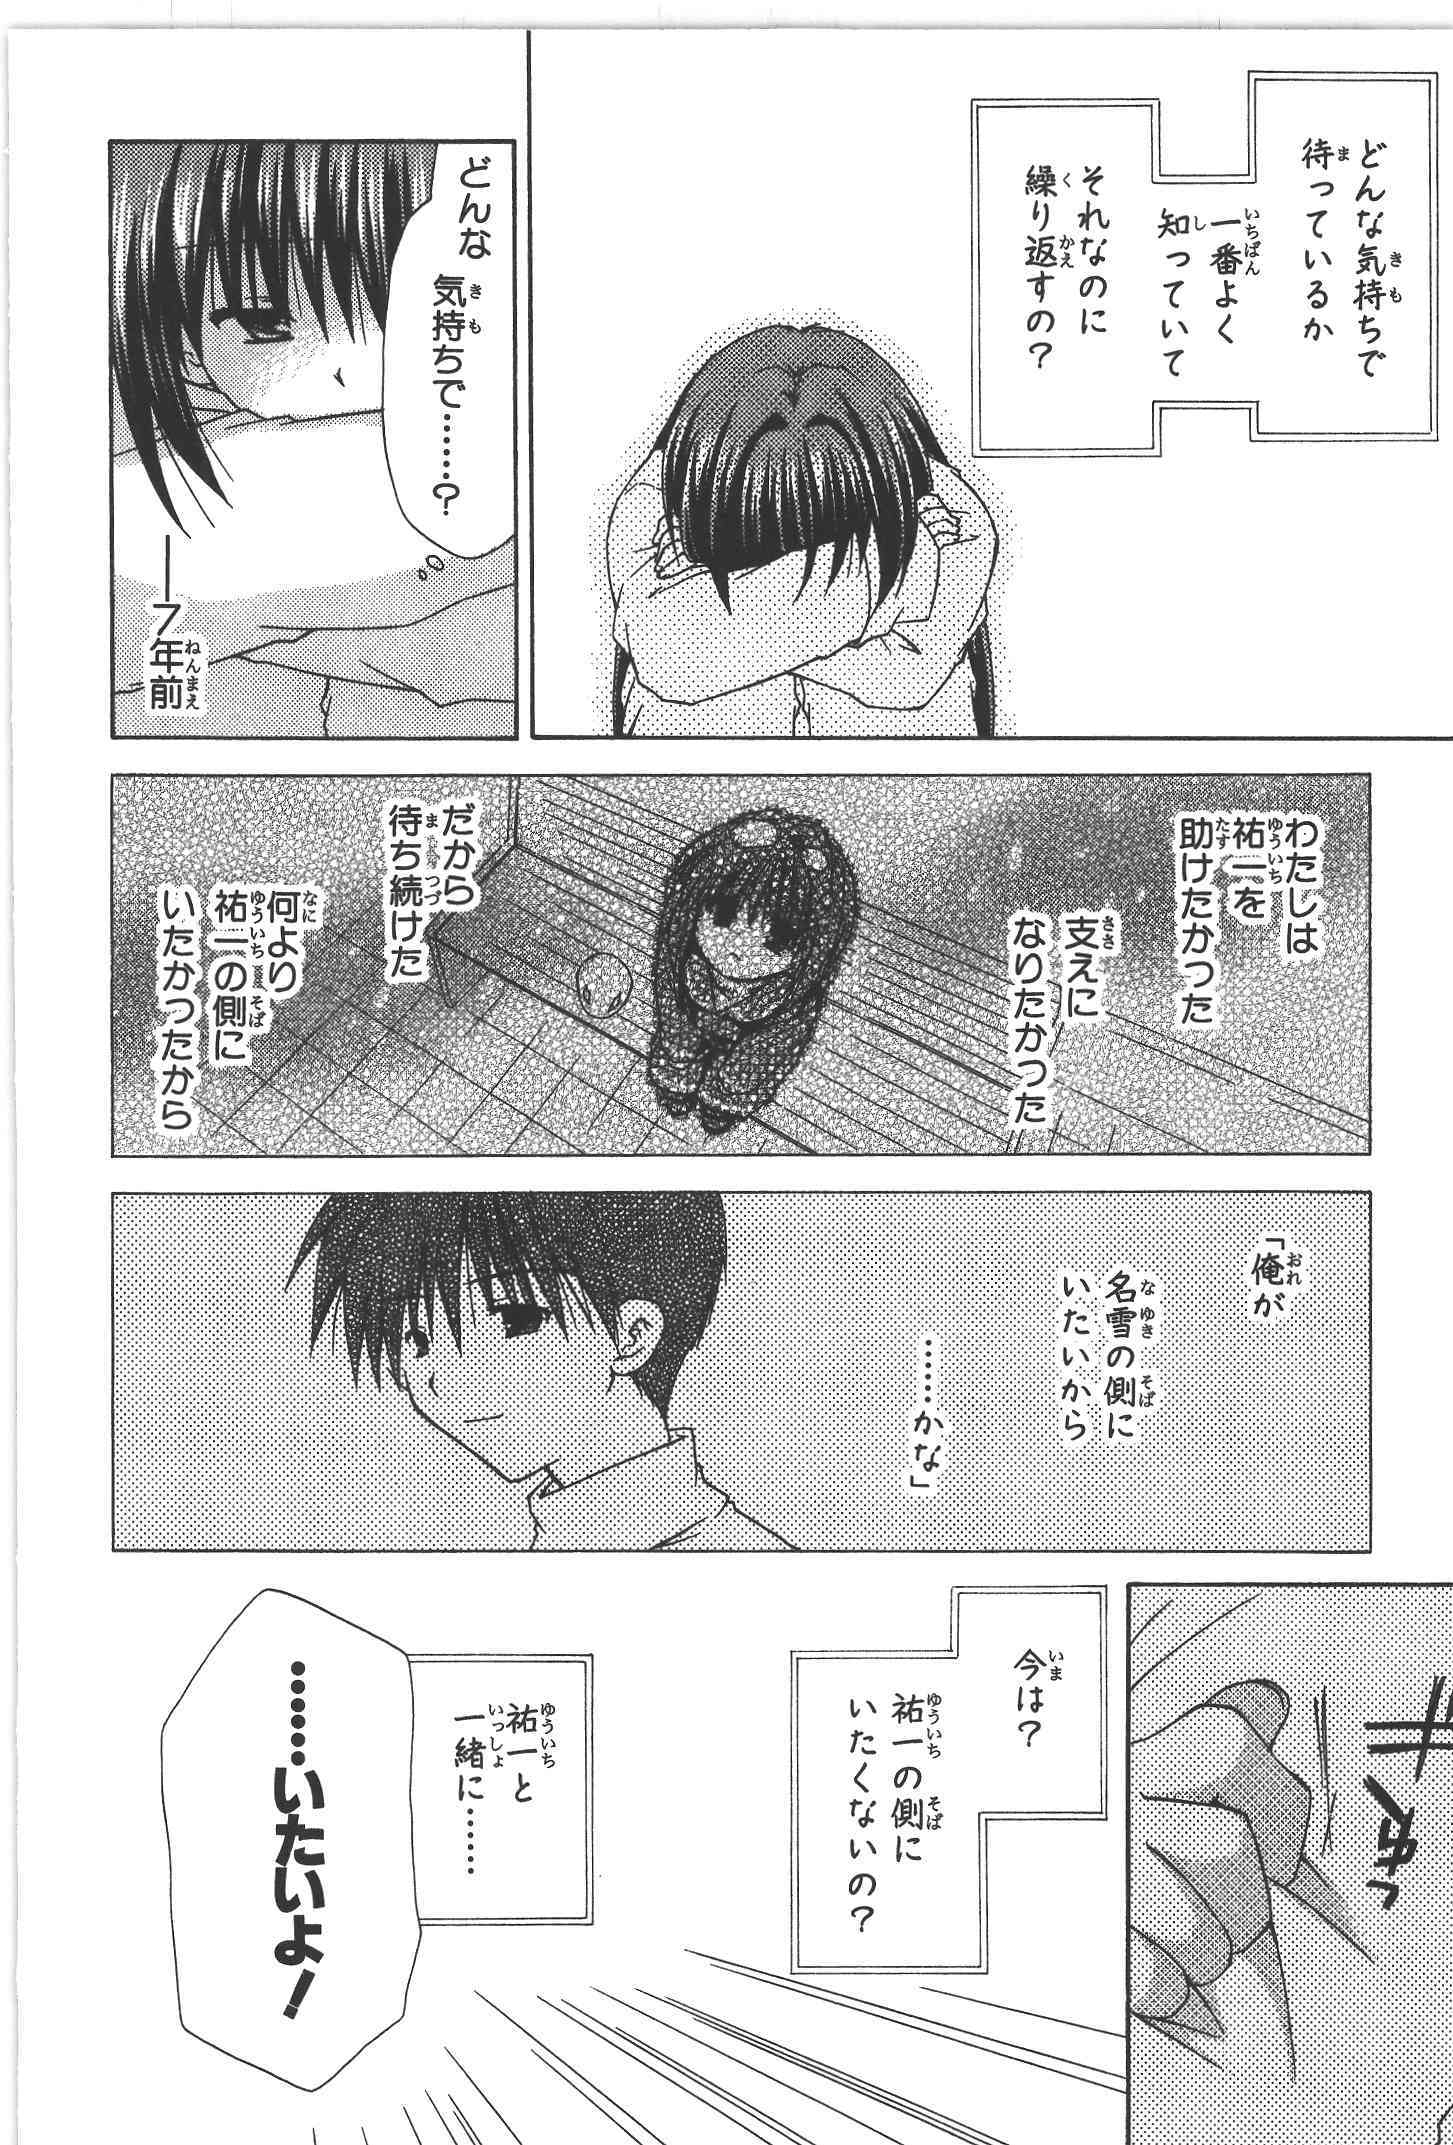 どんな気持ちで
待っているか
一番よく
知っていて
それなのに
繰り返すの？
どんな
気持ちで……？
――7年前
わたしは
祐一を
助けたかった
支えに
なりたかった
だから
待ち続けた
何より
祐一の側に
いたかったから
「俺が
名雪の側に
いたいから
……かな」
今は？
祐一の側に
いたくないの？
祐一と
一緒に……
……いたいよ！